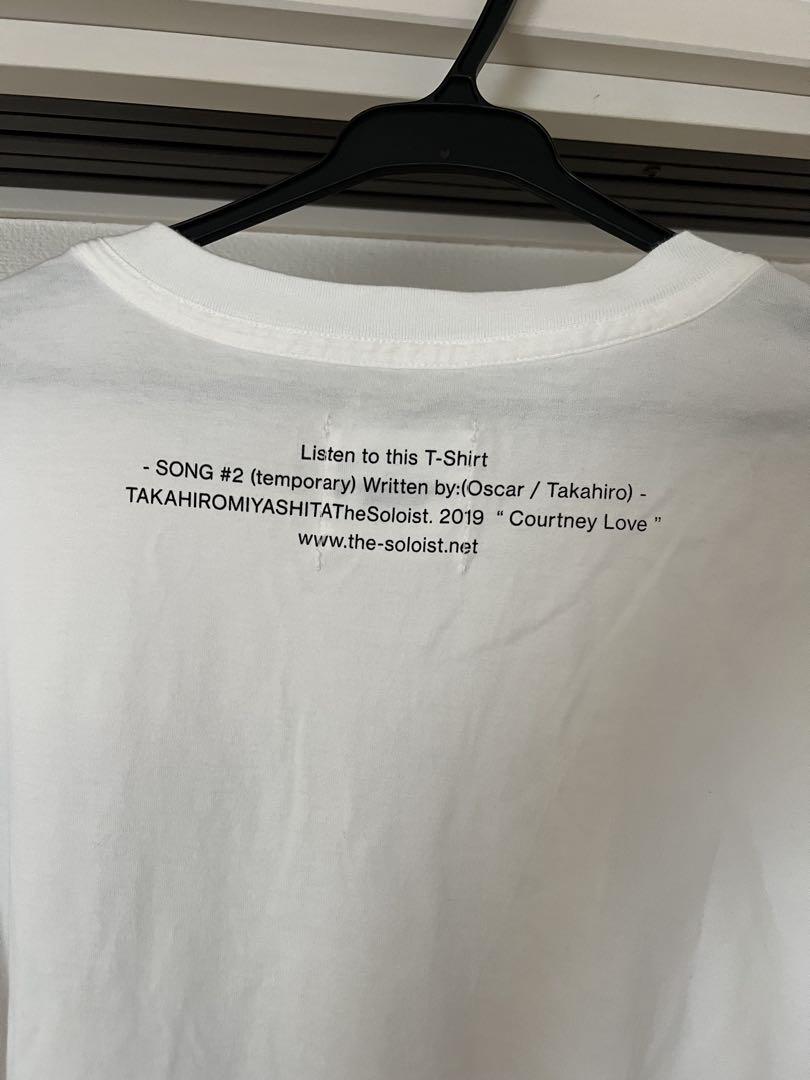 Listen to this T-Shirt
- SONG #2 (temporary) Written by:(Oscar / Takahiro) -
TAKAHIROMIYASHITATheSoloist. 2019 “ Courtney Love ”
www.the-soloist.net